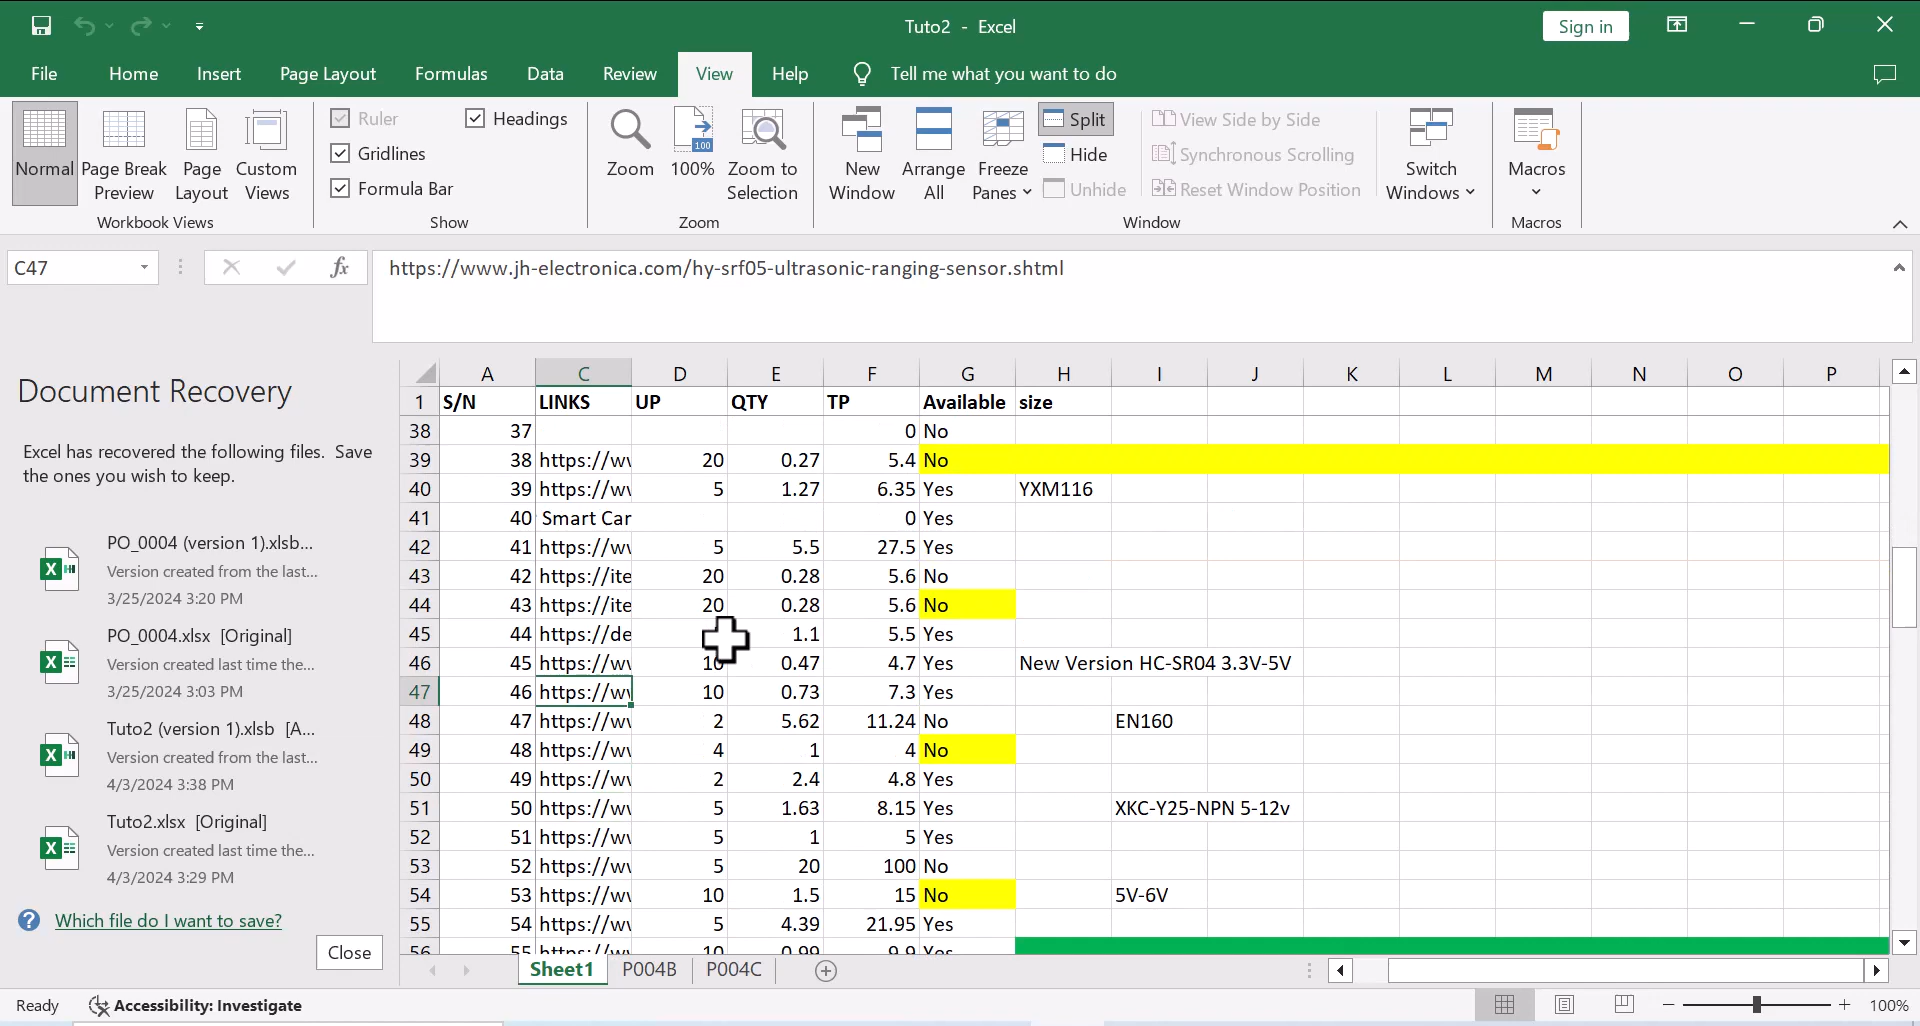 Tuto2 - Excel
Sign in
File Home Insert Page Layout Formulas Data Review View Help Tell me what you want to do
Normal
Page Break Preview
Page Layout
Custom Views
Workbook Views
Ruler
Headings
Gridlines
Formula Bar
Show
Zoom
100
100%
Zoom to Selection
Zoom
New Window
Arrange All
Freeze Panes
Split
Hide
Unhide
View Side by Side
Synchronous Scrolling
Reset Window Position
Window
Switch Windows
Macros
Macros
C47
fx
https://www.jh-electronica.com/hy-srf05-ultrasonic-ranging-sensor.shtml
Document Recovery
Excel has recovered the following files. Save
the ones you wish to keep.
PO_0004 (version 1).xlsb...
Version created from the last...
3/25/2024 3:20 PM
PO_0004.xlsx [Original]
Version created last time the...
3/25/2024 3:03 PM
Tuto2 (version 1).xlsb [A...
Version created from the last...
4/3/2024 3:38 PM
Tuto2.xlsx [Original]
Version created last time the...
4/3/2024 3:29 PM
? Which file do I want to save?
Close
A C D E F G H I J K L M N O P
1 S/N LINKS UP QTY TP Available size
38 37 0 No
39 38 https://w 20 0.27 5.4 No
40 39 https://w 5 1.27 6.35 Yes YXM116
41 40 Smart Car 0 Yes
42 41 https://w 5 5.5 27.5 Yes
43 42 https://ite 20 0.28 5.6 No
44 43 https://ite 20 0.28 5.6 No
45 44 https://de 1.1 5.5 Yes
46 45 https://w 10 0.47 4.7 Yes New Version HC-SR04 3.3V-5V
47 46 https://w 10 0.73 7.3 Yes
48 47 https://w 2 5.62 11.24 No EN160
49 48 https://w 4 1 4 No
50 49 https://w 2 2.4 4.8 Yes
51 50 https://w 5 1.63 8.15 Yes XKC-Y25-NPN 5-12v
52 51 https://w 5 1 5 Yes
53 52 https://w 5 20 100 No
54 53 https://w 10 1.5 15 No 5V-6V
55 54 https://w 5 4.39 21.95 Yes
56 55 https://w 10 0.99 9.9 Yes
Sheet1 P004B P004C
Ready Accessibility: Investigate
100%